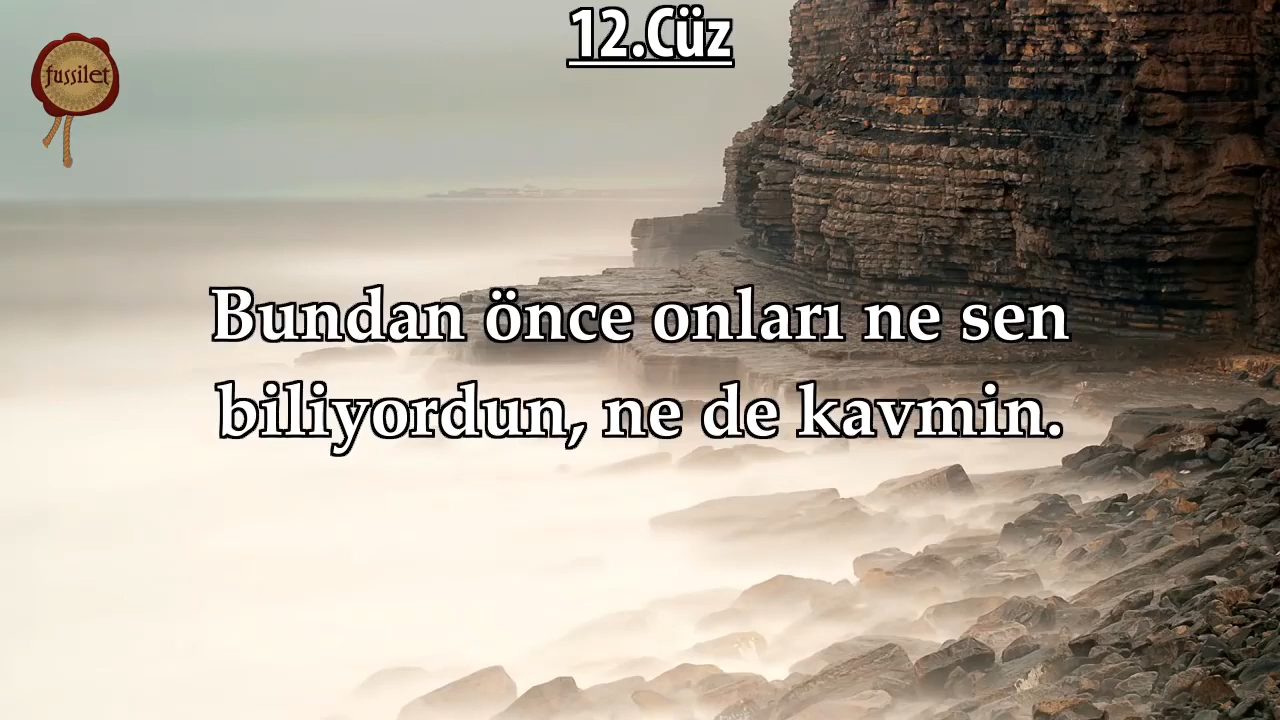 12.Cüz
fussilet
Bundan önce onları ne sen
biliyordun, ne de kavmin.